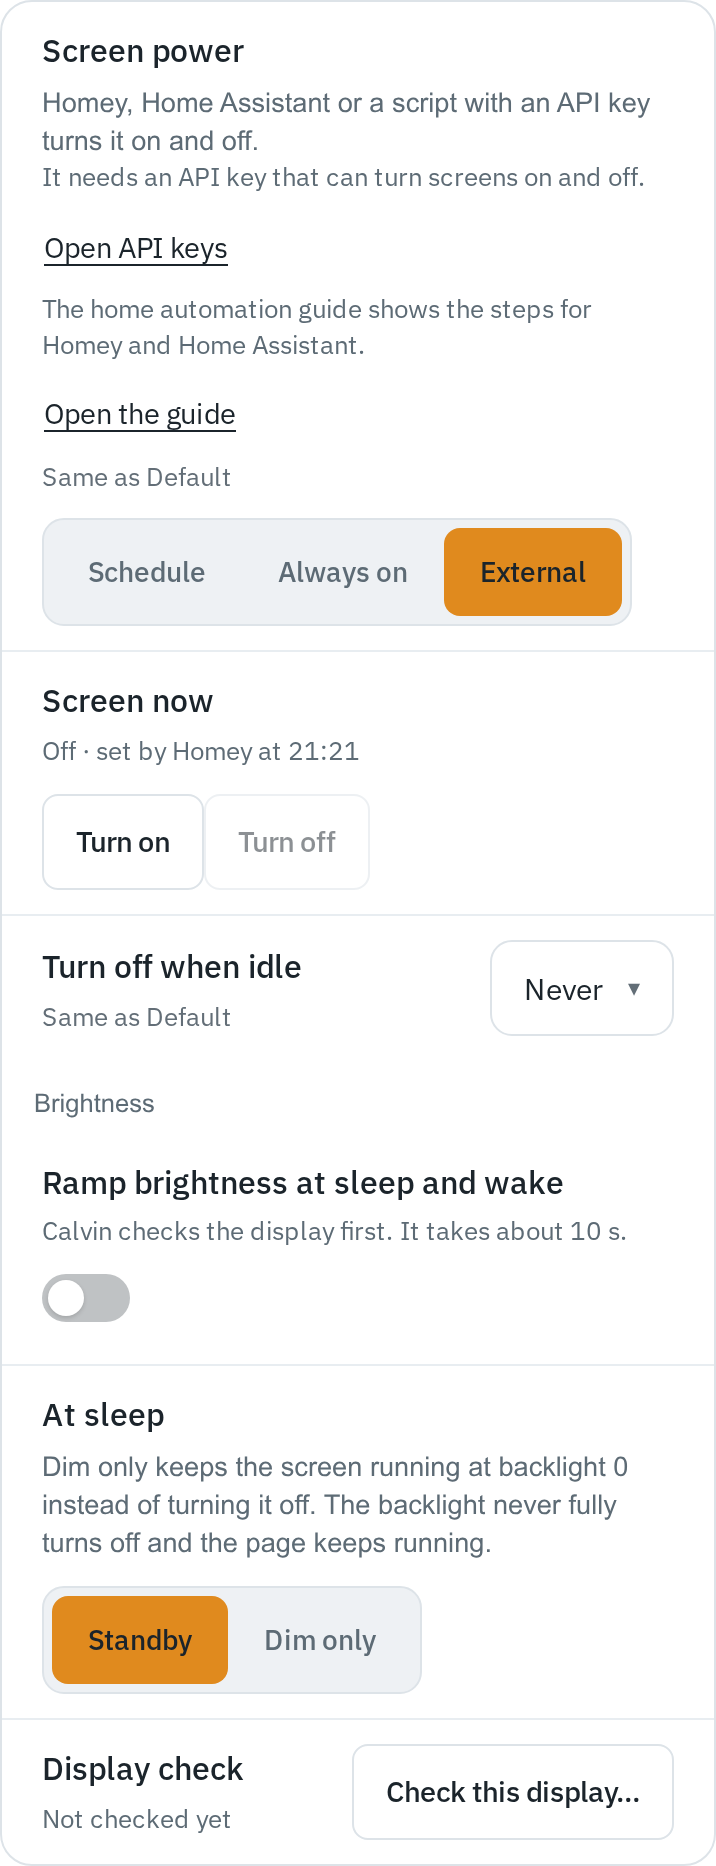 Screen power
Homey, Home Assistant or a script with an API key
turns it on and off.
It needs an API key that can turn screens on and off.
Open API keys
The home automation guide shows the steps for
Homey and Home Assistant.
Open the guide
Same as Default
Schedule Always on External
Screen now
Off · set by Homey at 21:21
Turn on Turn off
Turn off when idle
Never ▼
Same as Default
Brightness
Ramp brightness at sleep and wake
Calvin checks the display first. It takes about 10 s.
At sleep
Dim only keeps the screen running at backlight 0
instead of turning it off. The backlight never fully
turns off and the page keeps running.
Standby Dim only
Display check
Check this display...
Not checked yet